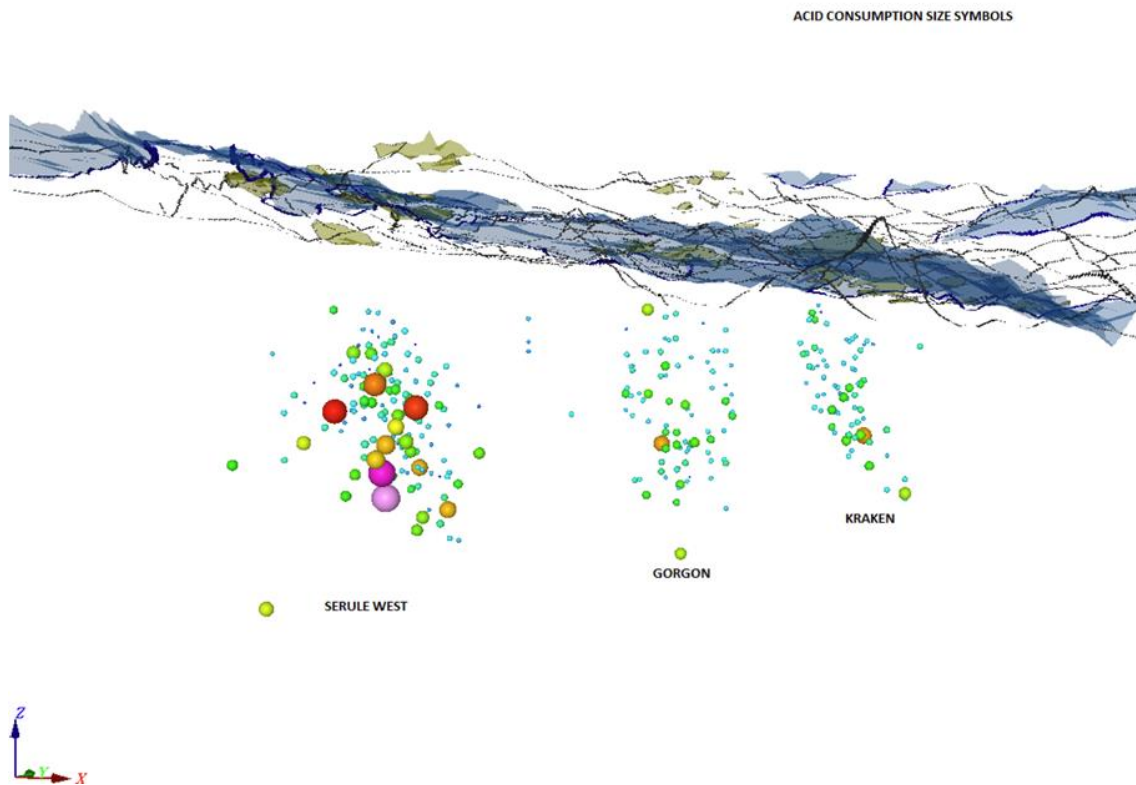 ACID CONSUMPTION SIZE SYMBOLS
KRAKEN
GORGON
SERULE WEST
Z
Y
X